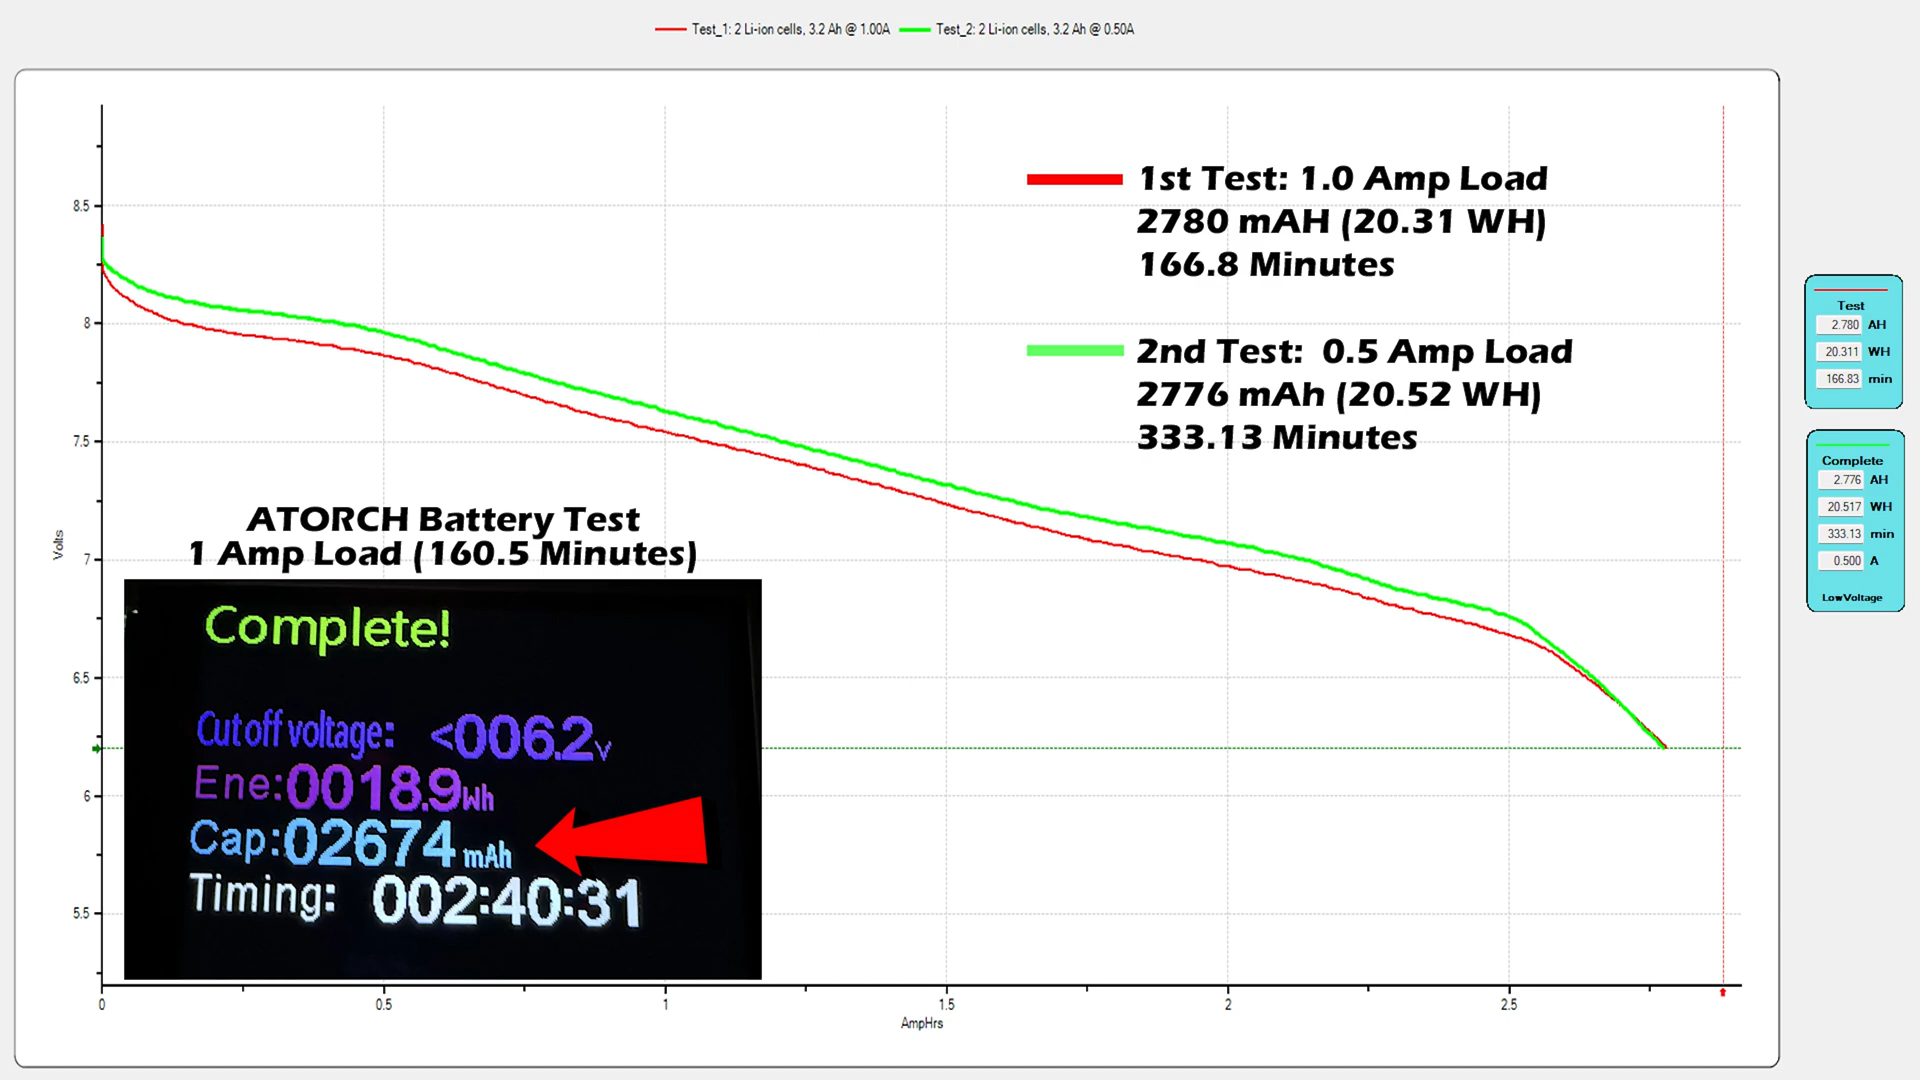 Test_1: 2 Li-ion cells, 3.2 Ah @ 1.00A   Test_2: 2 Li-ion cells, 3.2 Ah @ 0.50A
1st Test: 1.0 Amp Load
2780 mAH (20.31 WH)
166.8 Minutes
2nd Test: 0.5 Amp Load
2776 mAh (20.52 WH)
333.13 Minutes
ATORCH Battery Test
1 Amp Load (160.5 Minutes)
Complete!
Cutoff voltage: <006.2V
Ene:0018.9Wh
Cap:02674mAh
Timing: 002:40:31
Volts
8.5
8
7.5
7
6.5
6
5.5
0 0.5 1 1.5 2 2.5
AmpHrs
Test
2.780 AH
20.311 WH
166.83 min
Complete
2.776 AH
20.517 WH
333.13 min
0.500 A
LowVoltage